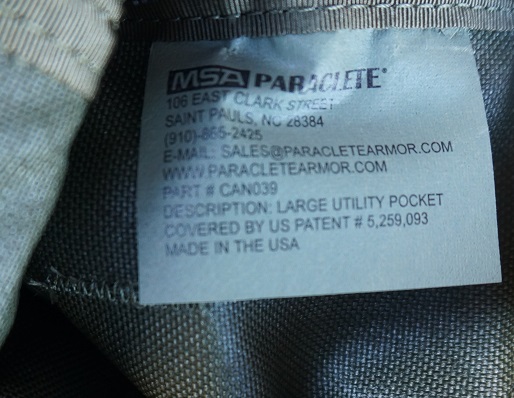 MSA PARACLETE®
106 EAST CLARK STREET
SAINT PAULS, NC 28384
(910)-865-2425
E-MAIL: SALES@PARACLETEARMOR.COM
WWW.PARACLETEARMOR.COM
PART # CAN039
DESCRIPTION: LARGE UTILITY POCKET
COVERED BY US PATENT # 5,259,093
MADE IN THE USA